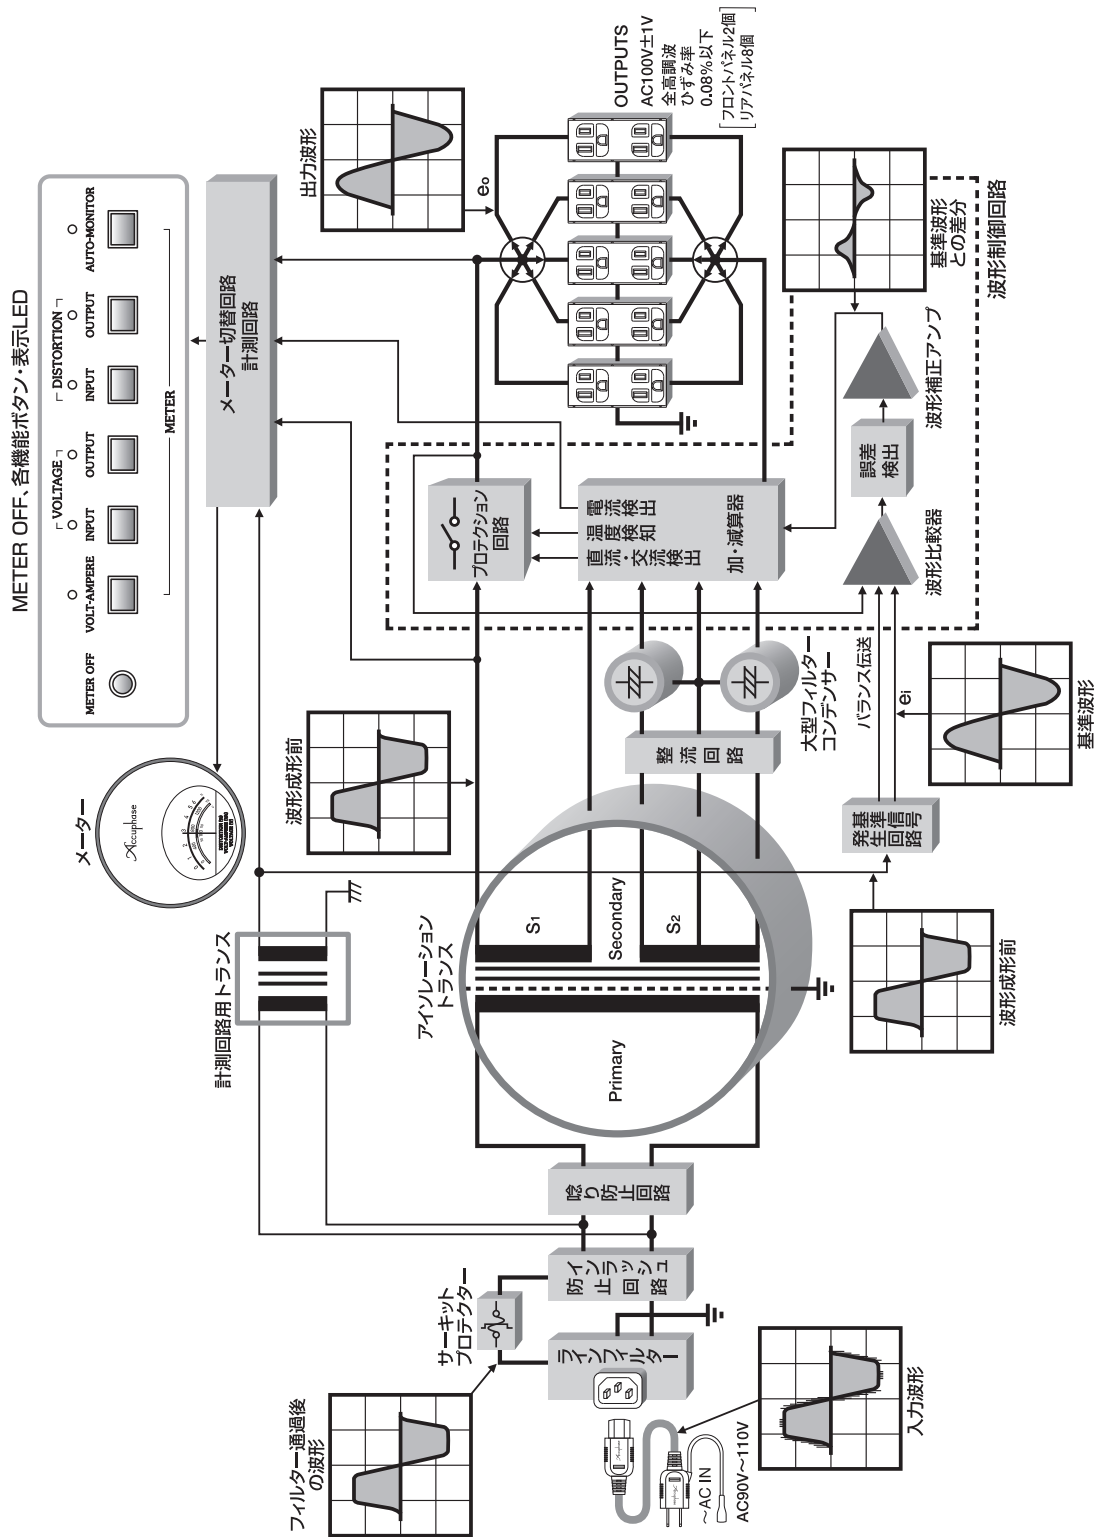 METER OFF、各機能ボタン・表示LED
METER OFF
VOLT-AMPERE
VOLTAGE
INPUT
OUTPUT
DISTORTION
INPUT
OUTPUT
AUTO-MONITOR
METER
メーター
Accuphase
メーター切替回路
計測回路
計測回路用トランス
出力波形
eo
OUTPUTS
AC100V±1V
全高調波
ひずみ率
0.08%以下
フロントパネル2個
リアパネル8個
波形成形前
プロテクション
回路
電流検出
温度検知
直流・交流検出
加・減算器
アイソレーション
トランス
Primary
Secondary
S1
S2
整流回路
大型フィルター
コンデンサー
基準波形
との差分
波形制御回路
波形補正アンプ
誤差
検出
波形比較器
バランス伝送
ei
基準波形
基準信号
発生回路
波形成形前
唸り防止回路
インラッシュ
防止回路
サーキット
プロテクター
ラインフィルター
フィルター通過後
の波形
入力波形
~AC IN
AC90V～110V